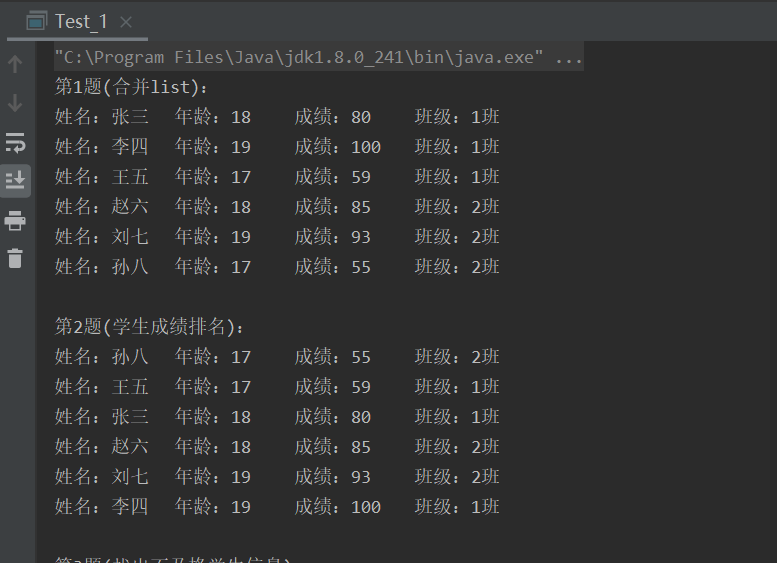 Test_1
"C:\Program Files\Java\jdk1.8.0_241\bin\java.exe" ...
第1题(合并list):
姓名: 张三 年龄: 18 成绩: 80 班级: 1班
姓名: 李四 年龄: 19 成绩: 100 班级: 1班
姓名: 王五 年龄: 17 成绩: 59 班级: 1班
姓名: 赵六 年龄: 18 成绩: 85 班级: 2班
姓名: 刘七 年龄: 19 成绩: 93 班级: 2班
姓名: 孙八 年龄: 17 成绩: 55 班级: 2班
第2题(学生成绩排名):
姓名: 孙八 年龄: 17 成绩: 55 班级: 2班
姓名: 王五 年龄: 17 成绩: 59 班级: 1班
姓名: 张三 年龄: 18 成绩: 80 班级: 1班
姓名: 赵六 年龄: 18 成绩: 85 班级: 2班
姓名: 刘七 年龄: 19 成绩: 93 班级: 2班
姓名: 李四 年龄: 19 成绩: 100 班级: 1班